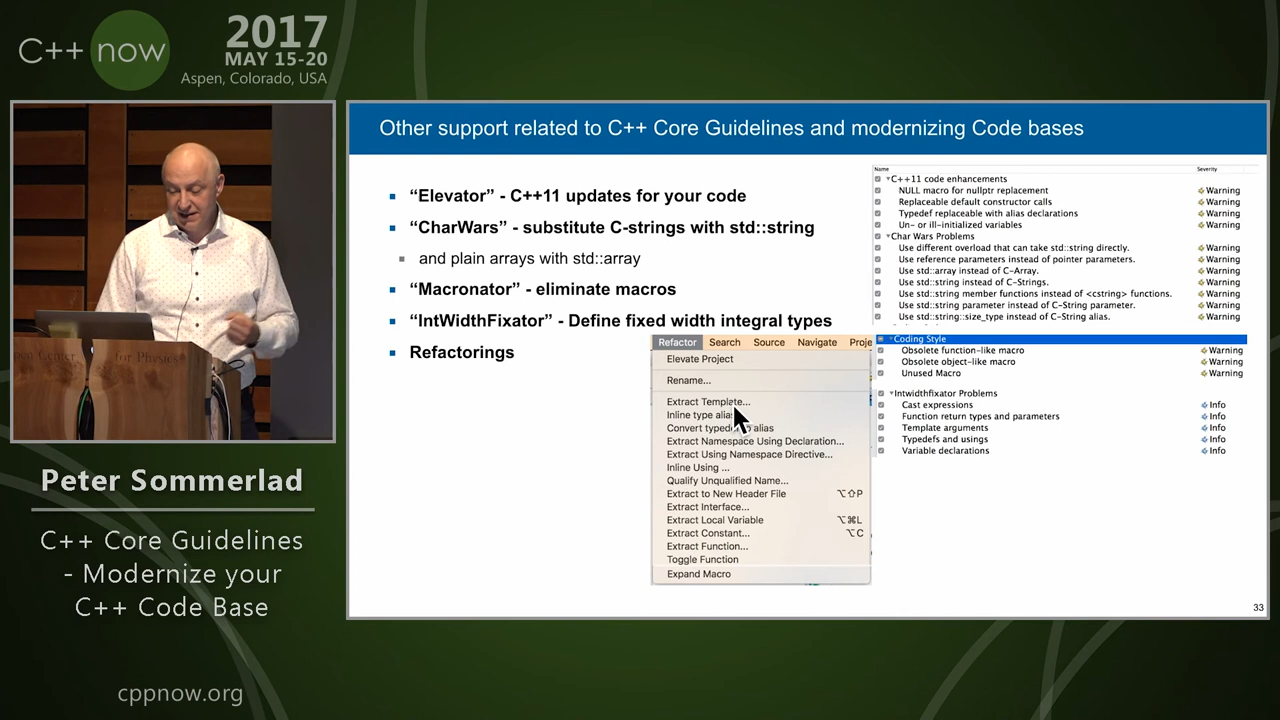 C++ now
2017
MAY 15-20
Aspen, Colorado, USA
for Physics
Peter Sommerlad
C++ Core Guidelines
- Modernize your
C++ Code Base
cppnow.org
Other support related to C++ Core Guidelines and modernizing Code bases
“Elevator” - C++11 updates for your code
“CharWars” - substitute C-strings with std::string
and plain arrays with std::array
“Macronator” - eliminate macros
“IntWidthFixator” - Define fixed width integral types
Refactorings
Refactor Search Source Navigate Proje
Elevate Project
Rename...
Extract Template...
Inline type alia
Convert typede alias
Extract Namespace Using Declaration...
Extract Using Namespace Directive...
Inline Using ...
Qualify Unqualified Name...
Extract to New Header File ⌥⇧P
Extract Interface...
Extract Local Variable ⌥⌘L
Extract Constant... ⌥C
Extract Function...
Toggle Function
Expand Macro
Name Severity
C++11 code enhancements
NULL macro for nullptr replacement Warning
Replaceable default constructor calls Warning
Typedef replaceable with alias declarations Warning
Un- or ill-initialized variables Warning
Char Wars Problems
Use different overload that can take std::string directly. Warning
Use reference parameters instead of pointer parameters. Warning
Use std::array instead of C-Array. Warning
Use std::string instead of C-Strings. Warning
Use std::string member functions instead of <cstring> functions. Warning
Use std::string parameter instead of C-String parameter. Warning
Use std::string::size_type instead of C-String alias. Warning
Coding Style
Obsolete function-like macro Warning
Obsolete object-like macro Warning
Unused Macro Warning
Intwidthfixator Problems
Cast expressions Info
Function return types and parameters Info
Template arguments Info
Typedefs and usings Info
Variable declarations Info
33